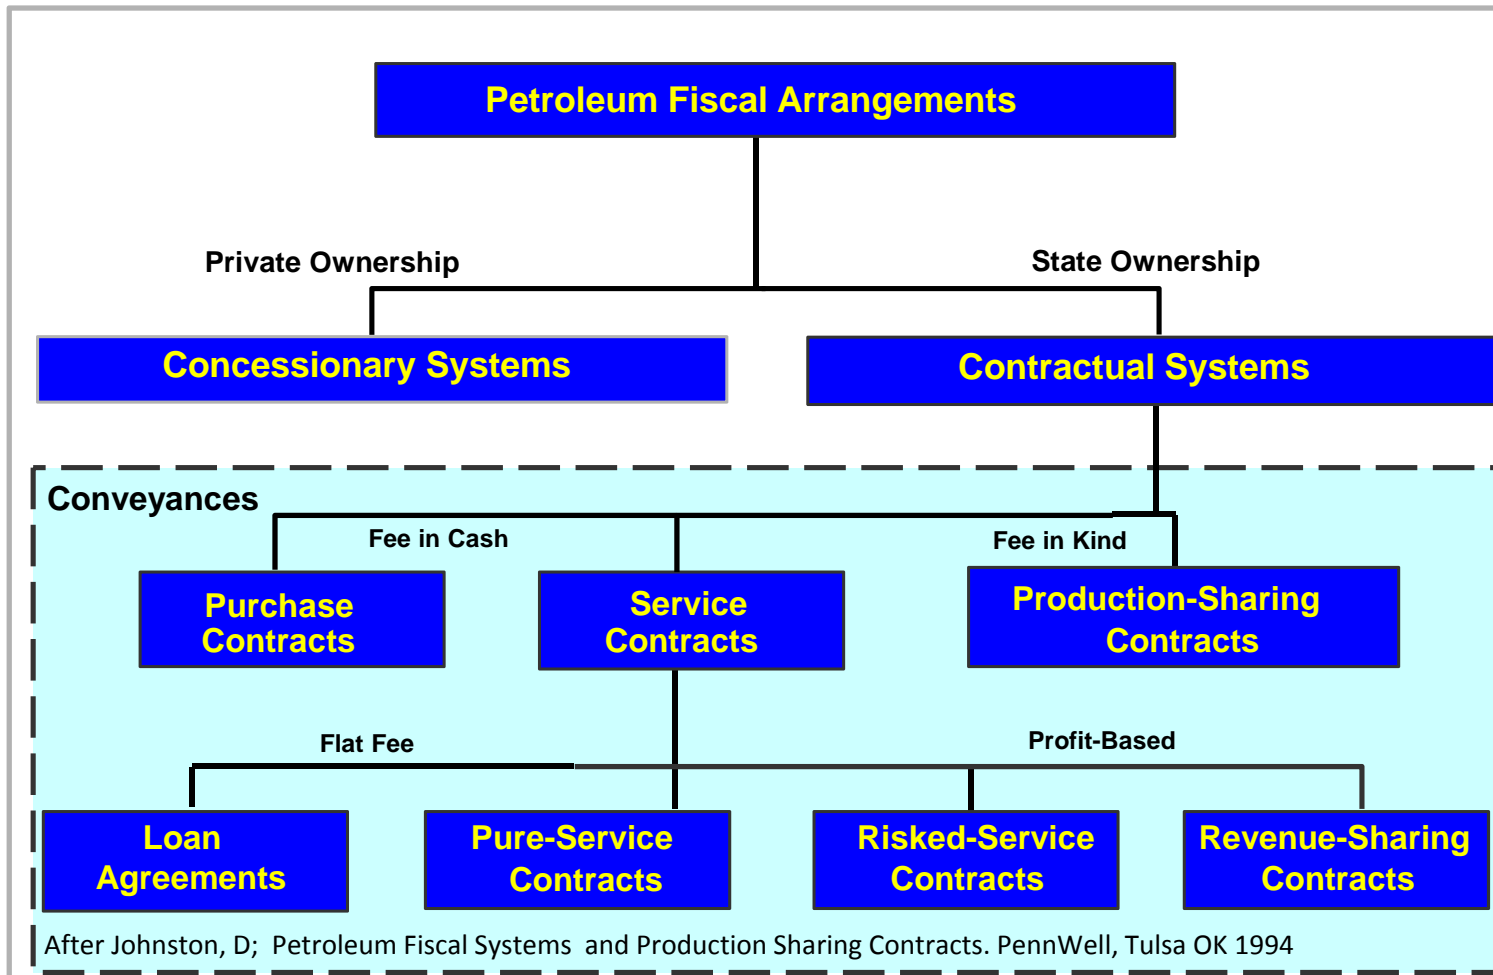 Petroleum Fiscal Arrangements
Private Ownership
State Ownership
Concessionary Systems
Contractual Systems
Conveyances
Fee in Cash
Fee in Kind
Purchase
Contracts
Service
Contracts
Production-Sharing
Contracts
Flat Fee
Profit-Based
Loan
Agreements
Pure-Service
Contracts
Risked-Service
Contracts
Revenue-Sharing
Contracts
After Johnston, D; Petroleum Fiscal Systems and Production Sharing Contracts. PennWell, Tulsa OK 1994